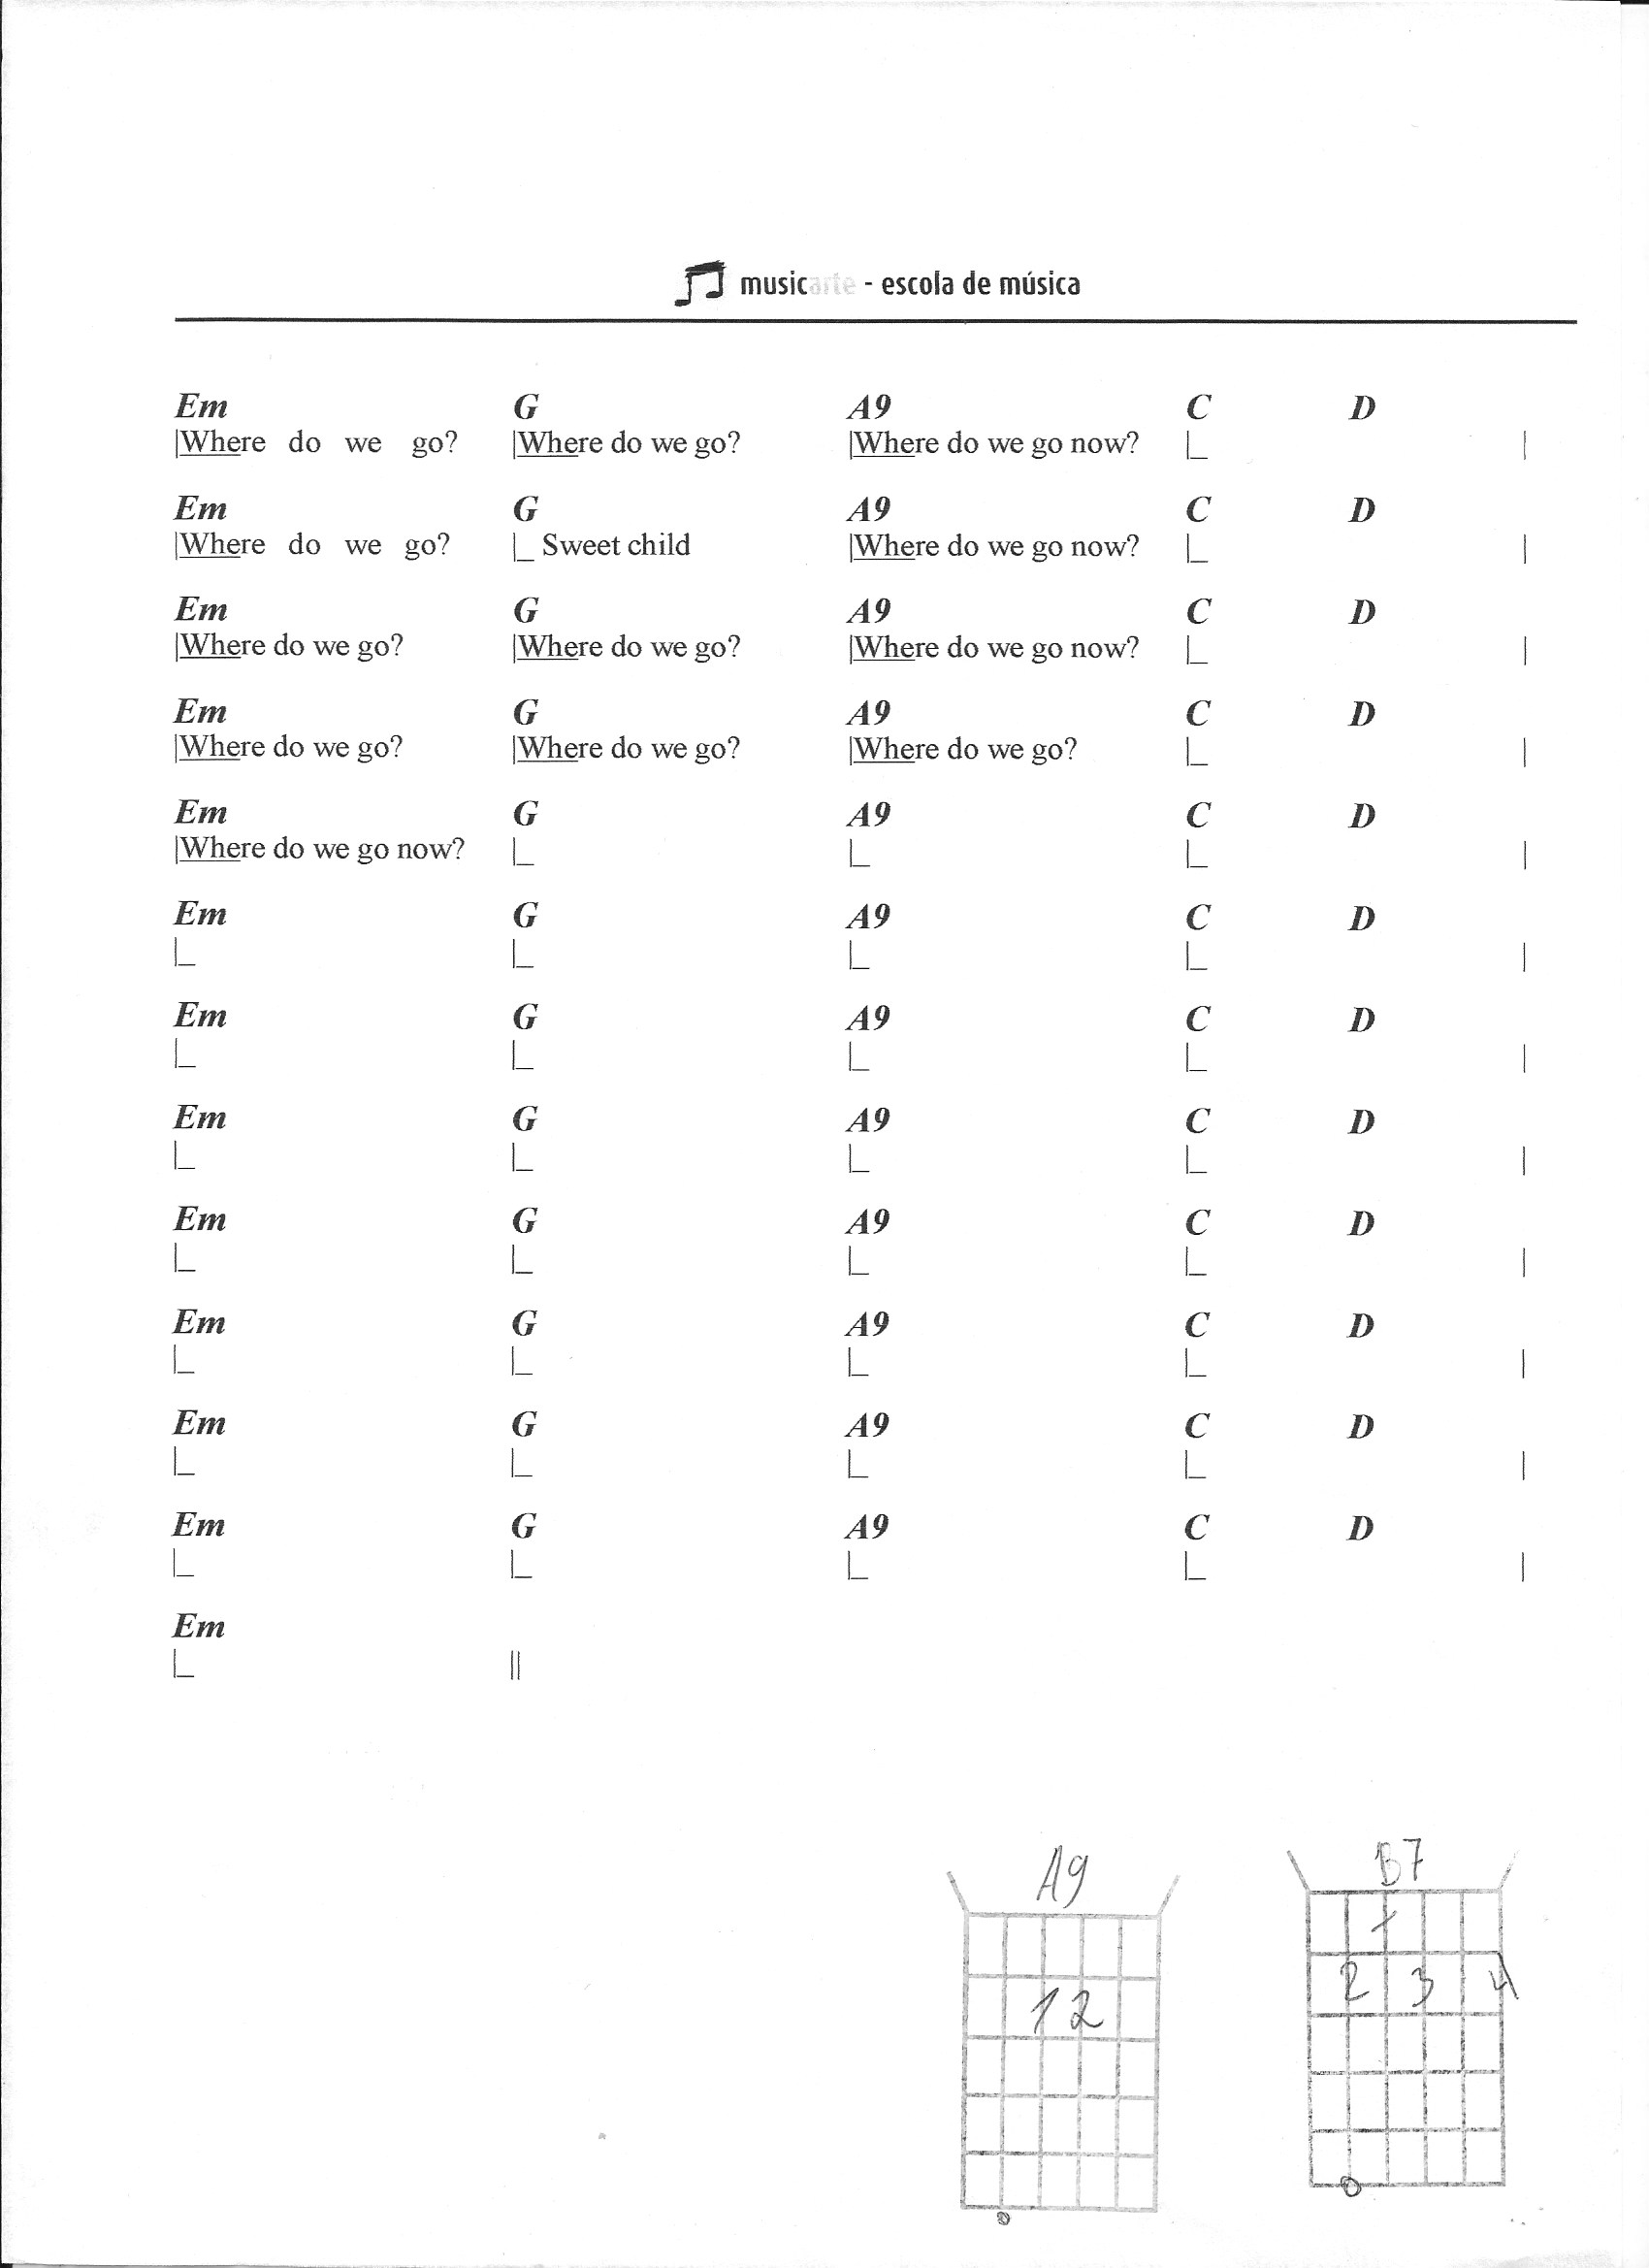 musicarte - escola de música
Em G A9 C D
|Where do we go? |Where do we go? |Where do we go now? |_ |
Em G A9 C D
|Where do we go? |_ Sweet child |Where do we go now? |_ |
Em G A9 C D
|Where do we go? |Where do we go? |Where do we go now? |_ |
Em G A9 C D
|Where do we go? |Where do we go? |Where do we go? |_ |
Em G A9 C D
|Where do we go now? |_ |_ |_ |
Em G A9 C D
|_ |_ |_ |_ |
Em G A9 C D
|_ |_ |_ |_ |
Em G A9 C D
|_ |_ |_ |_ |
Em G A9 C D
|_ |_ |_ |_ |
Em G A9 C D
|_ |_ |_ |_ |
Em G A9 C D
|_ |_ |_ |_ |
Em G A9 C D
|_ |_ |_ |_ |
Em
|_ ||
A9 B7
1
2 3 4
1 2
0
0